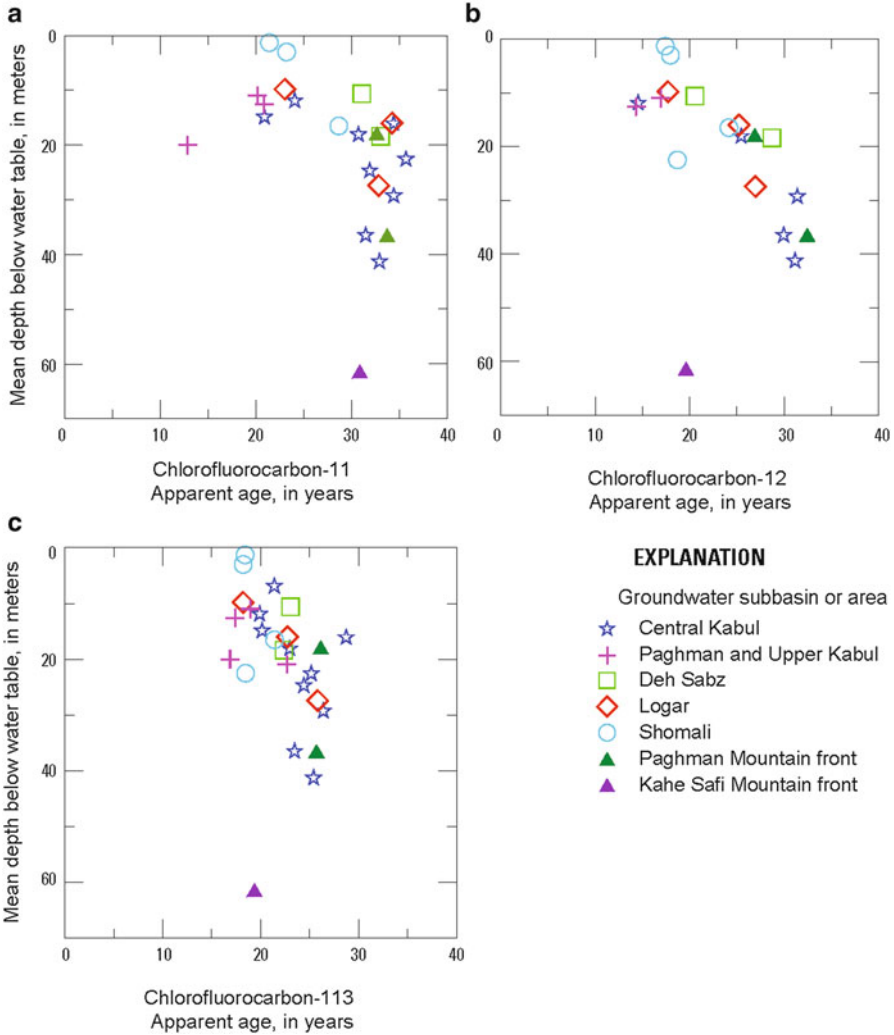 a
Mean depth below water table, in meters
0
20
40
60
0 10 20 30 40
Chlorofluorocarbon-11
Apparent age, in years
b
0
20
40
60
0 10 20 30 40
Chlorofluorocarbon-12
Apparent age, in years
c
Mean depth below water table, in meters
0
20
40
60
0 10 20 30 40
Chlorofluorocarbon-113
Apparent age, in years
EXPLANATION
Groundwater subbasin or area
Central Kabul
Paghman and Upper Kabul
Deh Sabz
Logar
Shomali
Paghman Mountain front
Kahe Safi Mountain front